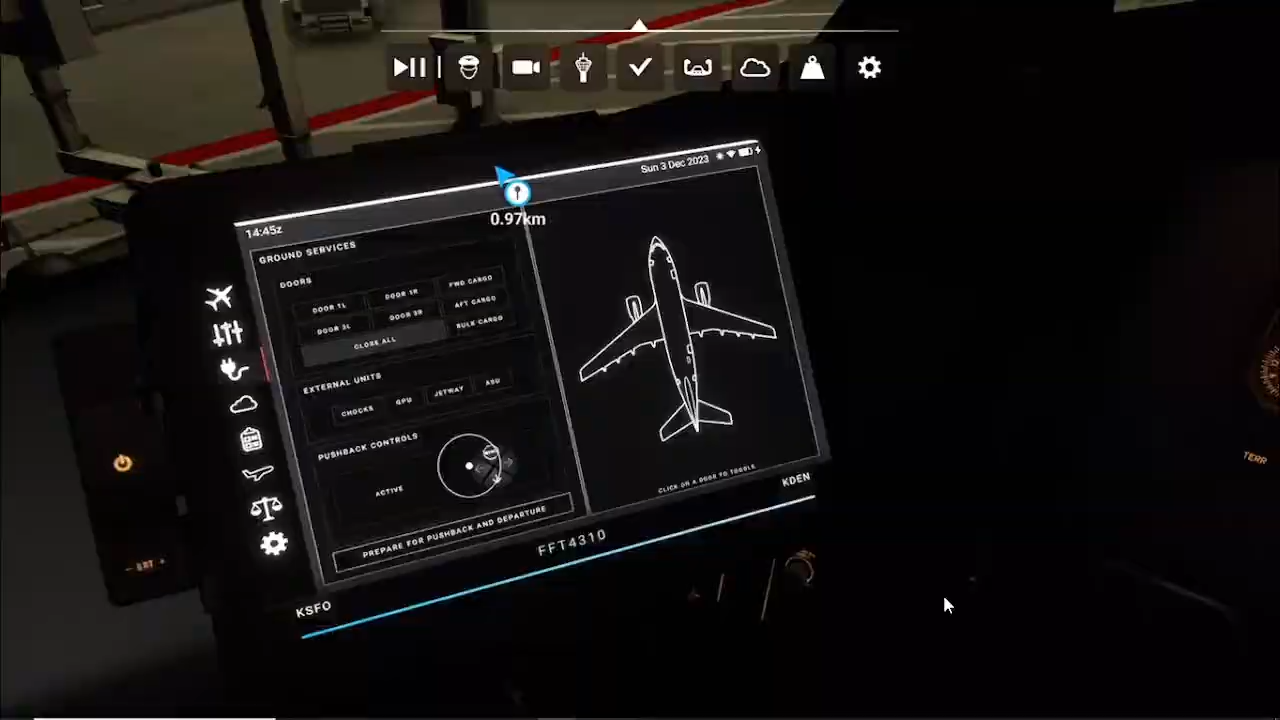 Sun 3 Dec 2023
0.97km
14:45z
GROUND SERVICES
DOORS
DOOR 1L DOOR 1R FWD CARGO
DOOR 3L DOOR 3R AFT CARGO
CLOSE ALL BULK CARGO
EXTERNAL UNITS
CHOCKS GPU JETWAY ASU
PUSHBACK CONTROLS
ACTIVE
PREPARE FOR PUSHBACK AND DEPARTURE
CLICK ON A DOOR TO TOGGLE
KSFO FFT4310 KDEN
- BRT +
TERR